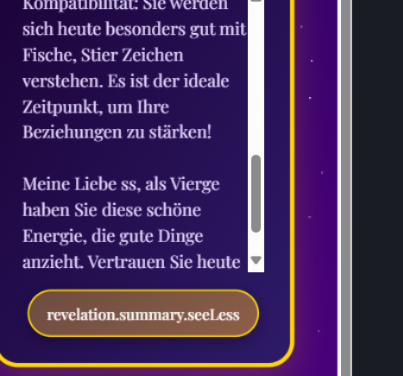 Kompatibilität: Sie werden
sich heute besonders gut mit
Fische, Stier Zeichen
verstehen. Es ist der ideale
Zeitpunkt, um Ihre
Beziehungen zu stärken!
Meine Liebe ss, als Vierge
haben Sie diese schöne
Energie, die gute Dinge
anzieht. Vertrauen Sie heute
revelation.summary.seeLess